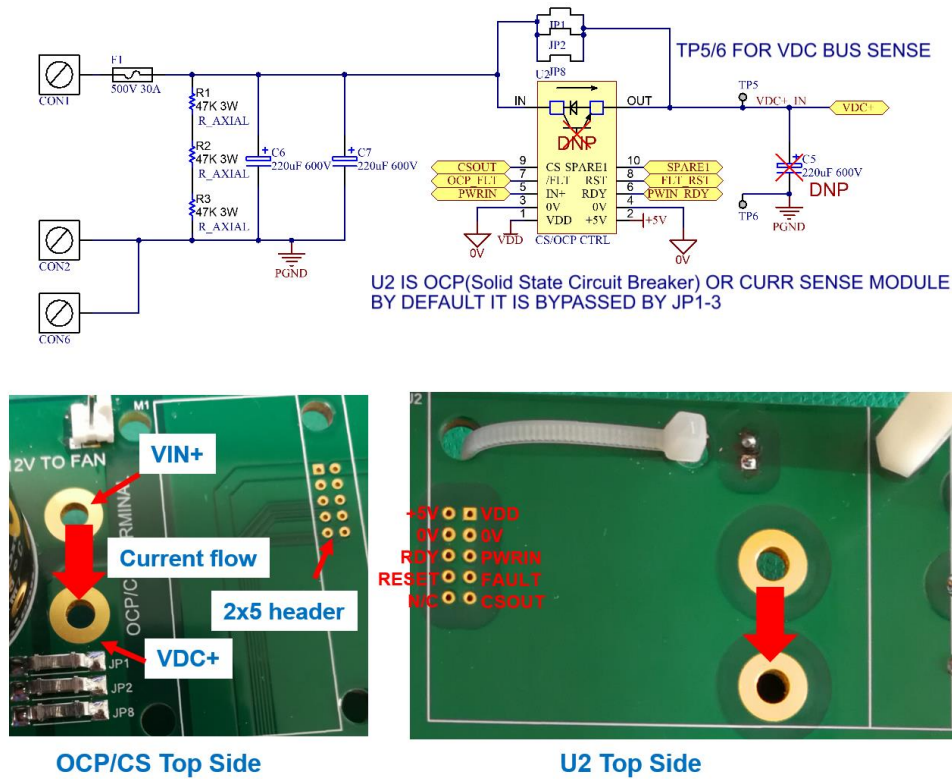 F1
500V 30A
CON1
R1
47K 3W
R_AXIAL
R2
47K 3W
R_AXIAL
R3
47K 3W
R_AXIAL
+
C6
220uF 600V
+
C7
220uF 600V
CON2
CON6
PGND
JP1
JP2
JP8
U2
IN
OUT
DNP
TP5/6 FOR VDC BUS SENSE
TP5
VDC+_IN
VDC+
+
C5
220uF 600V
DNP
TP6
PGND
CSOUT 9 CS SPARE1 10 SPARE1
OCP_FLT 7 /FLT RST 8 FLT_RST
PWRIN 5 IN+ RDY 6 PWIN_RDY
3 0V 0V 4
1 VDD +5V 2 +5V
0V
VDD
CS/OCP CTRL
0V
U2 IS OCP(Solid State Circuit Breaker) OR CURR SENSE MODULE
BY DEFAULT IT IS BYPASSED BY JP1-3
M1
12V TO FAN
VIN+
Current flow
2x5 header
VDC+
JP1
JP2
JP8
OCP/CS Top Side
+5V VDD
0V 0V
RDY PWRIN
RESET FAULT
N/C CSOUT
U2 Top Side